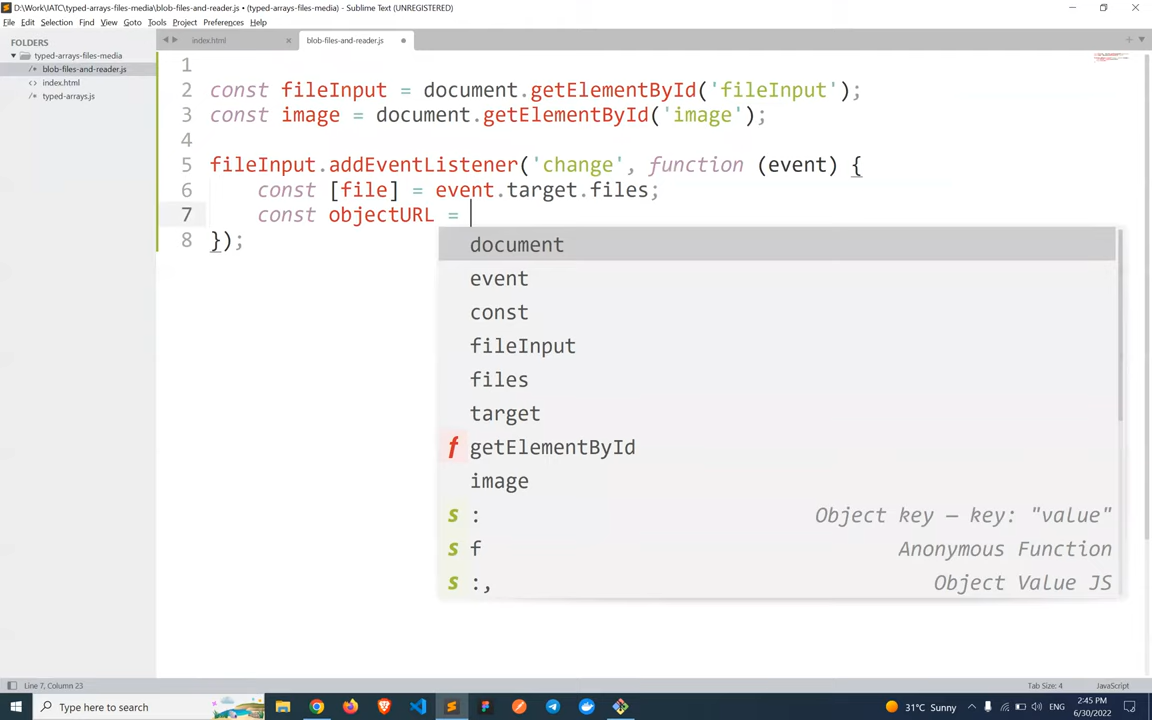 D:\Work\IATC\typed-arrays-files-media\blob-files-and-reader.js • (typed-arrays-files-media) - Sublime Text (UNREGISTERED)
File Edit Selection Find View Goto Tools Project Preferences Help
FOLDERS
typed-arrays-files-media
blob-files-and-reader.js
index.html
typed-arrays.js
index.html
blob-files-and-reader.js
1
2 const fileInput = document.getElementById('fileInput');
3 const image = document.getElementById('image');
4
5 fileInput.addEventListener('change', function (event) {
6 const [file] = event.target.files;
7 const objectURL =
8 });
document
event
const
fileInput
files
target
f getElementById
image
s : Object key — key: "value"
s f Anonymous Function
s :, Object Value JS
Line 7, Column 23
Tab Size: 4
JavaScript
Type here to search
31°C Sunny
ENG
2:45 PM
6/30/2022